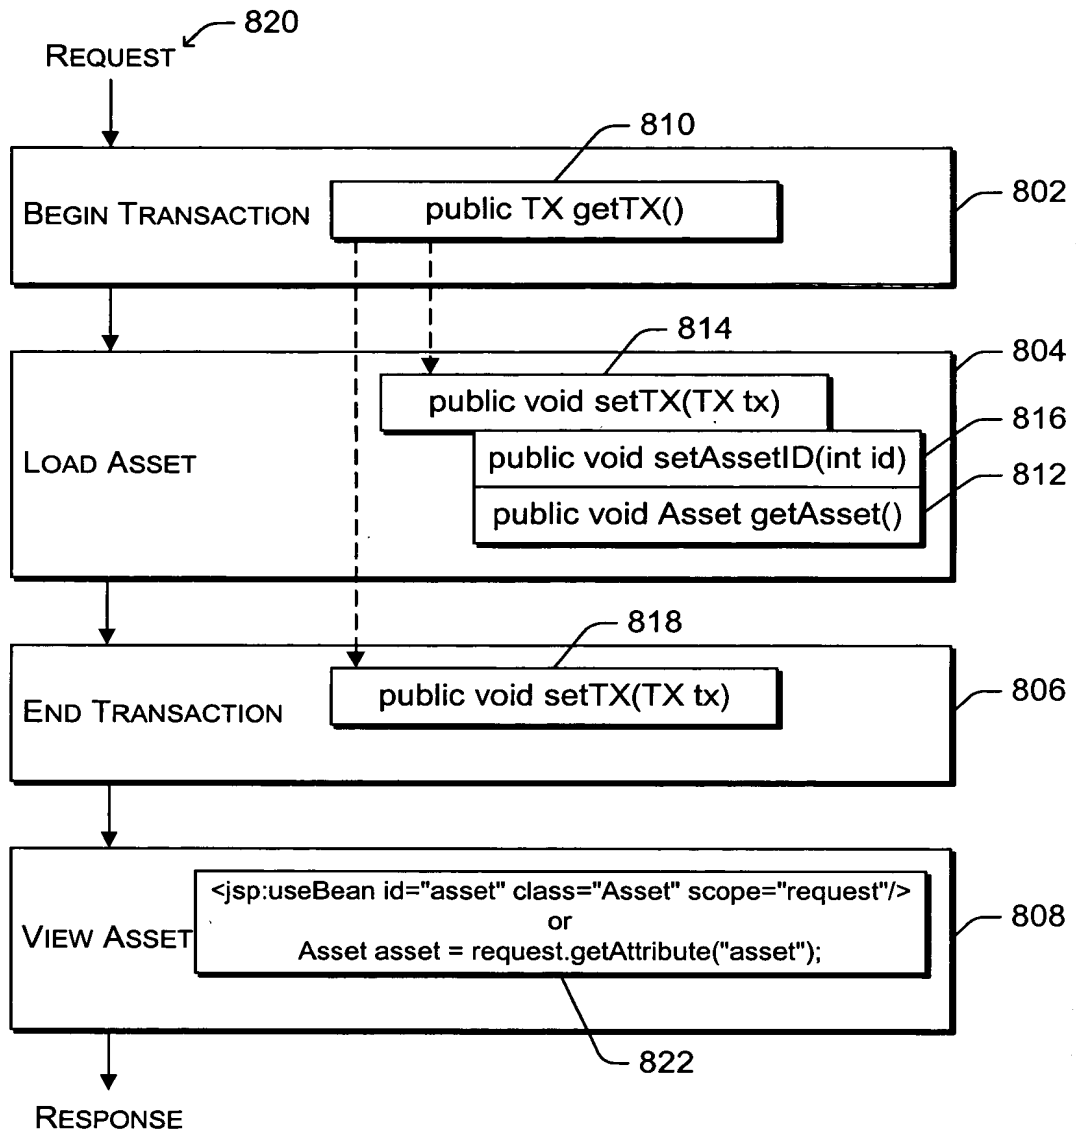 820
REQUEST
810
802
BEGIN TRANSACTION
public TX getTX()
814
804
public void setTX(TX tx)
816
LOAD ASSET
public void setAssetID(int id)
812
public void Asset getAsset()
818
806
END TRANSACTION
public void setTX(TX tx)
<jsp:useBean id="asset" class="Asset" scope="request"/>
or
808
VIEW ASSET
Asset asset = request.getAttribute("asset");
822
RESPONSE